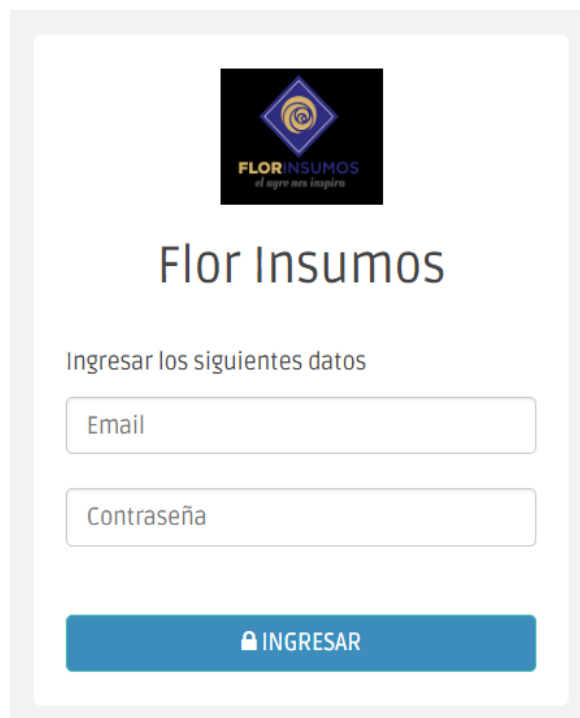 FLORINSUMOS
el agro nos inspira
Flor Insumos
Ingresar los siguientes datos
Email
Contraseña
INGRESAR